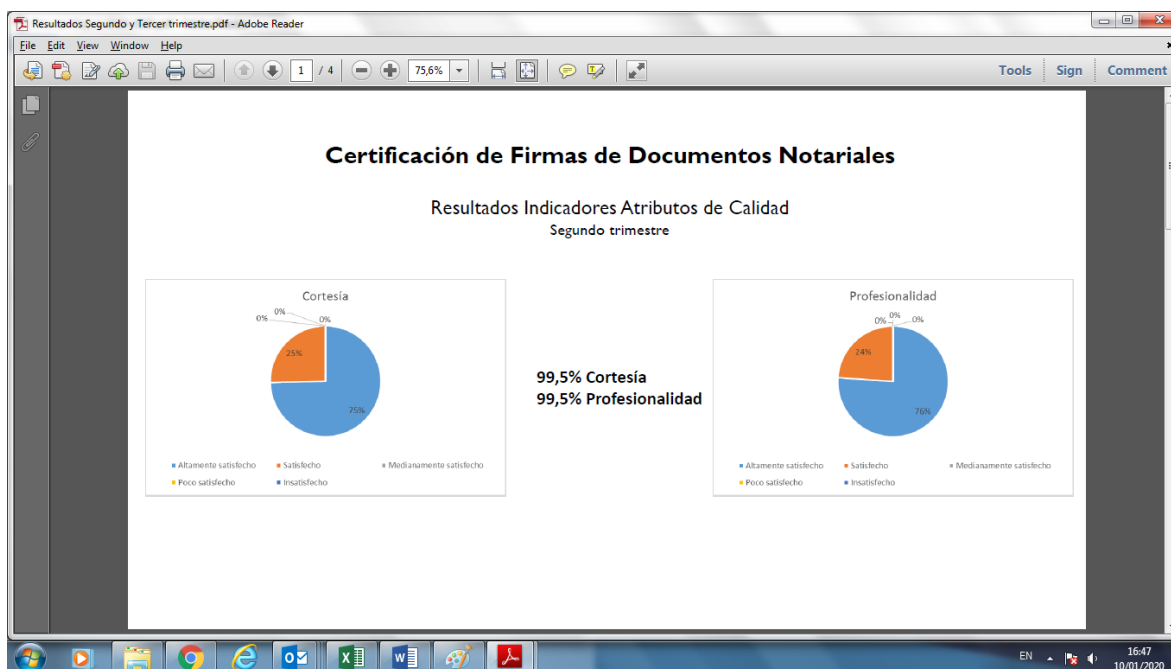 Resultados Segundo y Tercer trimestre.pdf - Adobe Reader
File Edit View Window Help
1 / 4 75,6% Tools Sign Comment
Certificación de Firmas de Documentos Notariales
Resultados Indicadores Atributos de Calidad
Segundo trimestre
Cortesía
0% 0% 0%
25%
75%
Altamente satisfecho Satisfecho Medianamente satisfecho
Poco satisfecho Insatisfecho
99,5% Cortesía
99,5% Profesionalidad
Profesionalidad
0% 0% 0%
24%
76%
Altamente satisfecho Satisfecho Medianamente satisfecho
Poco satisfecho Insatisfecho
EN 16:47